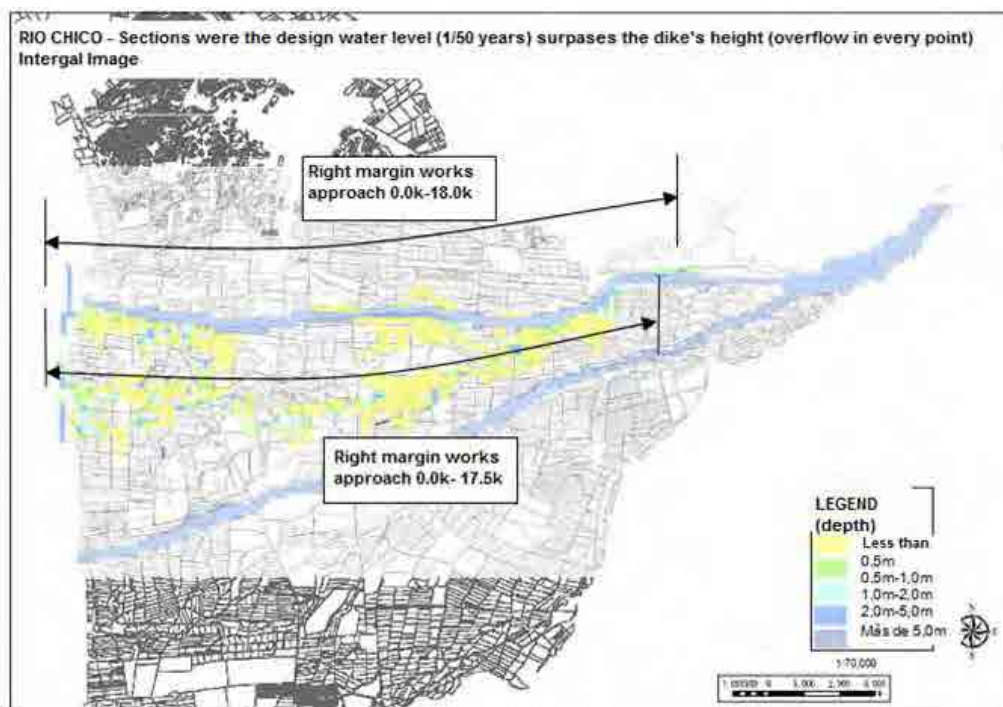 RIO CHICO - Sections were the design water level (1/50 years) surpases the dike's height (overflow in every point)
Intergal Image
Right margin works
approach 0.0k-18.0k
Right margin works
approach 0.0k- 17.5k
LEGEND
(depth)
Less than
0.5m
0.5m-1,0m
1,0m-2,0m
2,0m-5,0m
Más de 5,0m
1:70,000